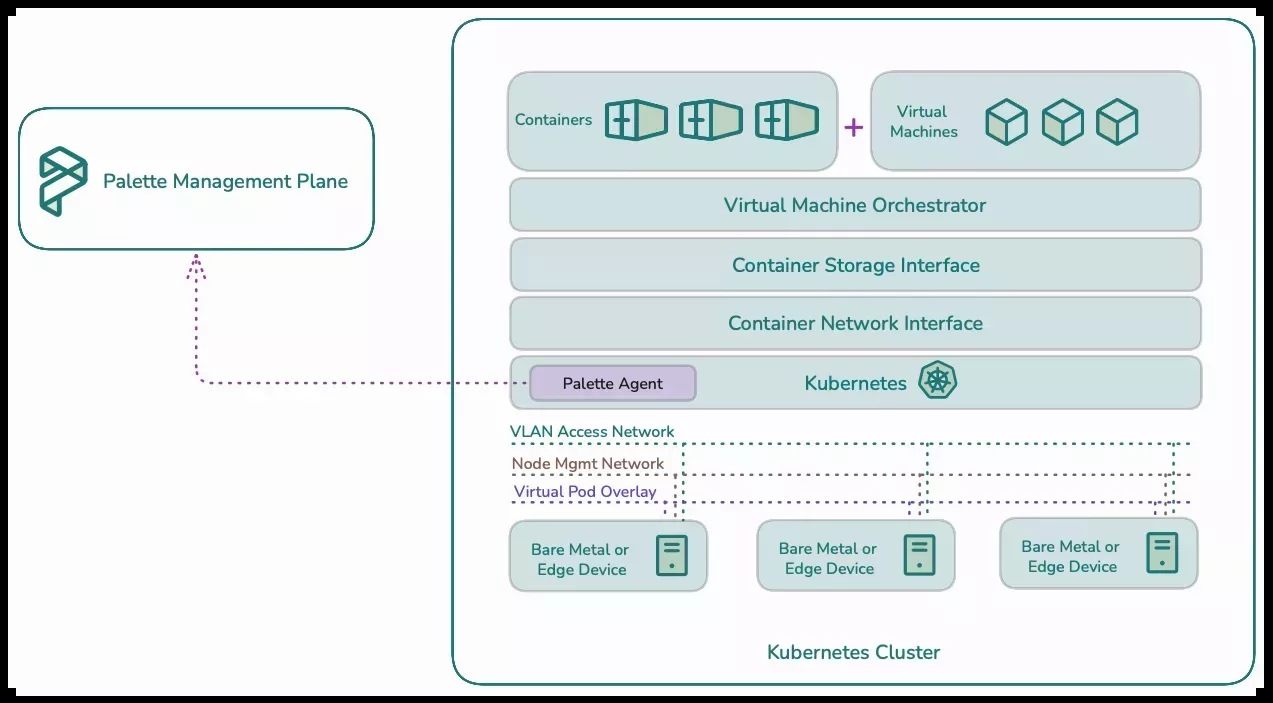 Palette Management Plane
Containers
Virtual
Machines
Virtual Machine Orchestrator
Container Storage Interface
Container Network Interface
Palette Agent
Kubernetes
VLAN Access Network
Node Mgmt Network
Virtual Pod Overlay
Bare Metal or
Edge Device
Bare Metal or
Edge Device
Bare Metal or
Edge Device
Kubernetes Cluster